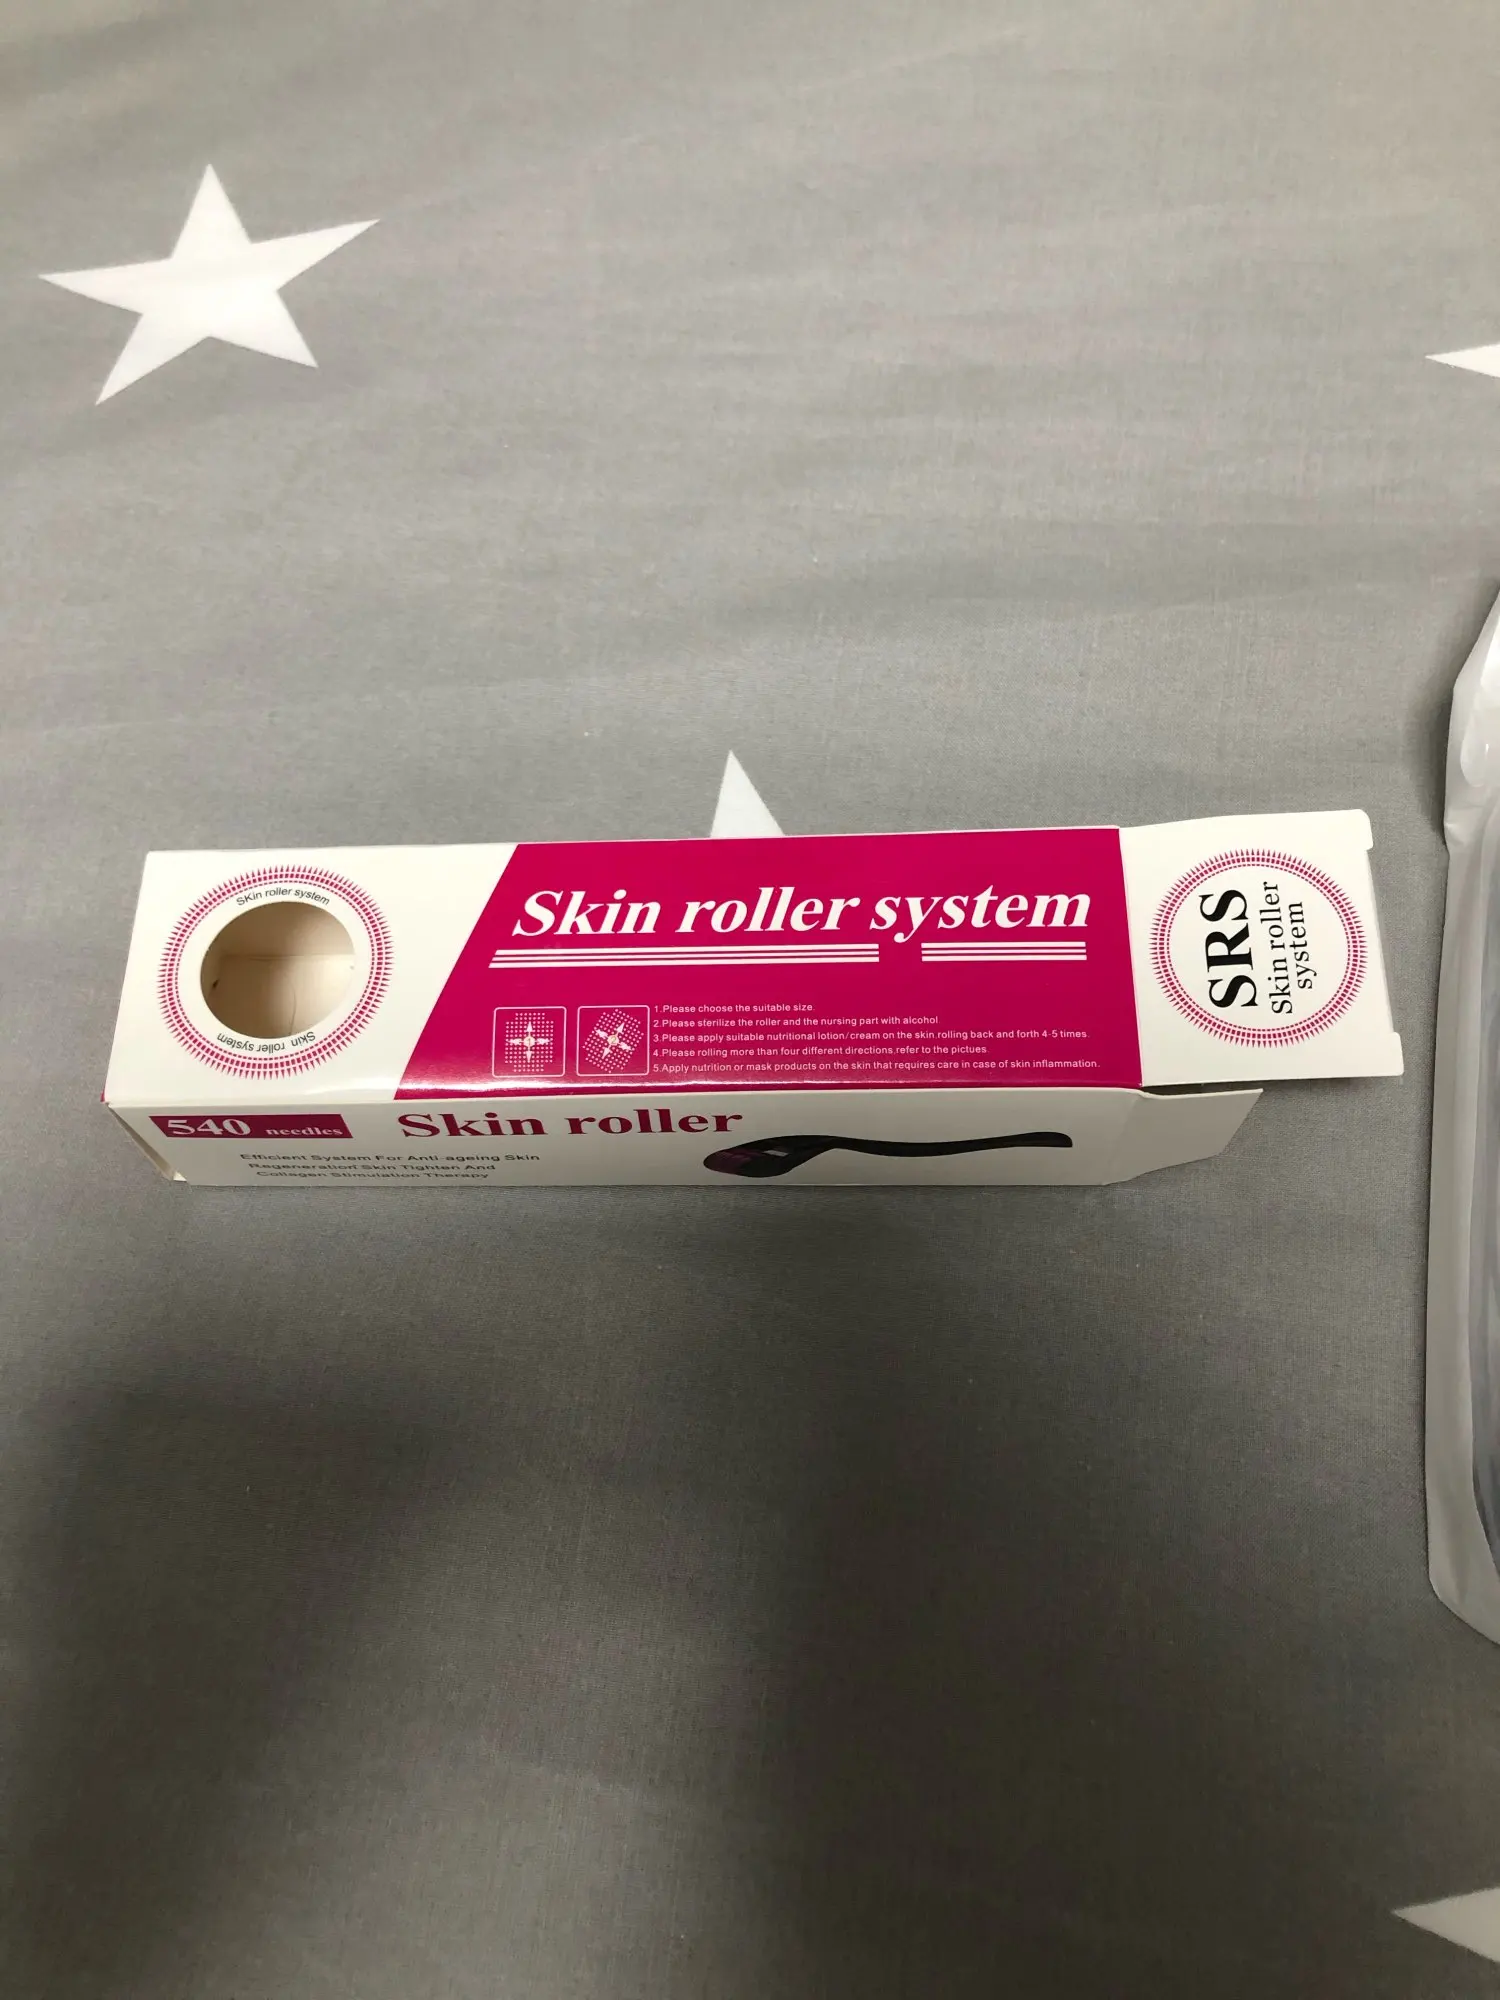 SKin roller system
Skin roller system
Skin roller system
1.Please choose the suitable size.
2.Please sterilize the roller and the nursing part with alcohol
3.Please apply suitable nutritional lotion/cream on the skin,rolling back and forth 4-5 times.
4.Please rolling more than four different directions,refer to the pictues
5.Apply nutrition or mask products on the skin that requires care in case of skin inflammation.
SRS
Skin roller
system
540 needles
Skin roller
Efficient System For Anti-ageing Skin
Regeneration Skin Tighten And
Collagen Stimulation Therapy